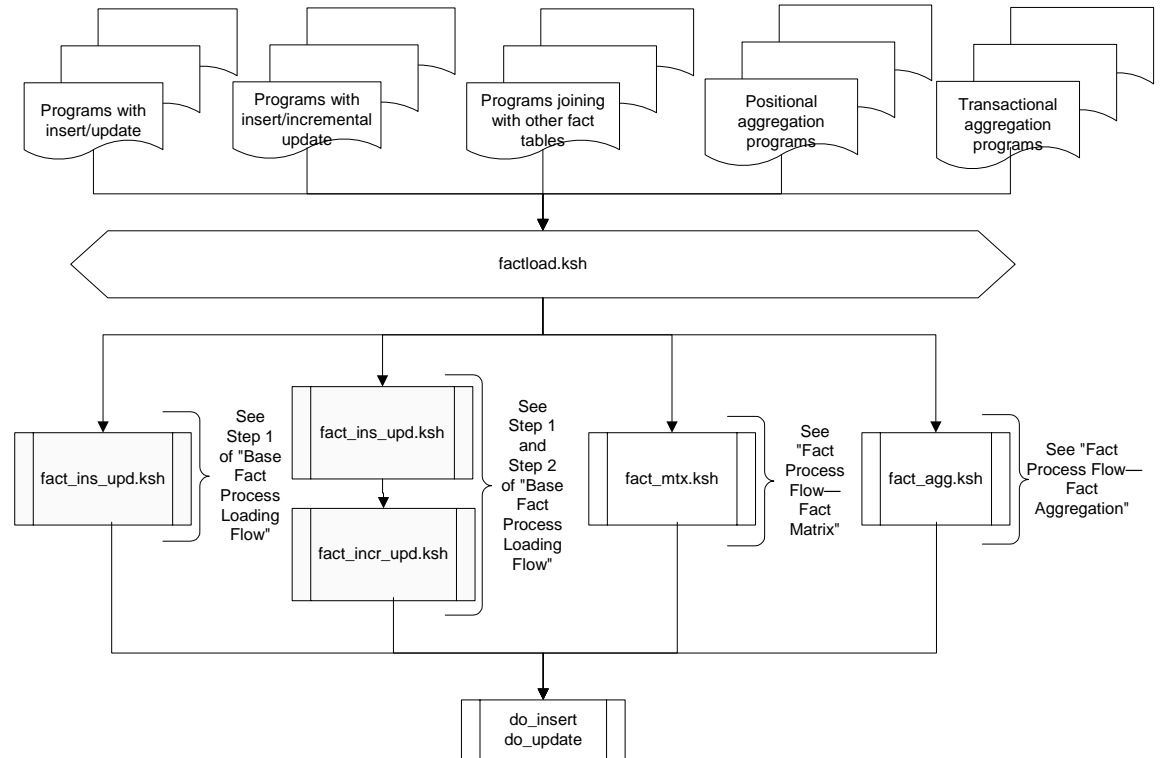 Programs with
insert/update
Programs with
insert/incremental
update
Programs joining
with other fact
tables
Positional
aggregation
programs
Transactional
aggregation
programs
factload.ksh
fact_ins_upd.ksh
See
Step 1
of "Base
Fact
Process
Loading
Flow"
fact_ins_upd.ksh
fact_incr_upd.ksh
See
Step 1
and
Step 2
of "Base
Fact
Process
Loading
Flow"
fact_mtx.ksh
See
"Fact
Process
Flow—
Fact
Matrix"
fact_agg.ksh
See "Fact
Process Flow—
Fact
Aggregation"
do_insert
do_update